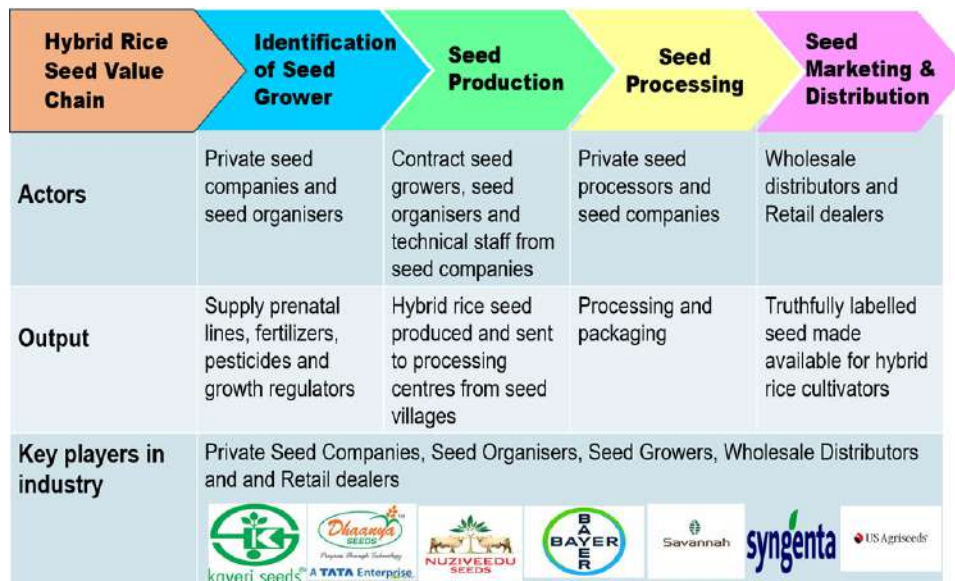 Hybrid Rice
Seed Value
Chain
Identification
of Seed
Grower
Seed
Production
Seed
Processing
Seed
Marketing &
Distribution
Actors
Private seed
companies and
seed organisers
Contract seed
growers, seed
organisers and
technical staff from
seed companies
Private seed
processors and
seed companies
Wholesale
distributors and
Retail dealers
Output
Supply prenatal
lines, fertilizers,
pesticides and
growth regulators
Hybrid rice seed
produced and sent
to processing
centres from seed
villages
Processing and
packaging
Truthfully labelled
seed made
available for hybrid
rice cultivators
Key players in
industry
Private Seed Companies, Seed Organisers, Seed Growers, Wholesale Distributors
and and Retail dealers
kaveri seeds
Dhaanya
SEEDS
Progress Through Technology
A TATA Enterprise
NUZIVEEDU
SEEDS
BAYER
BAYER
Savannah
syngenta
US Agriseeds